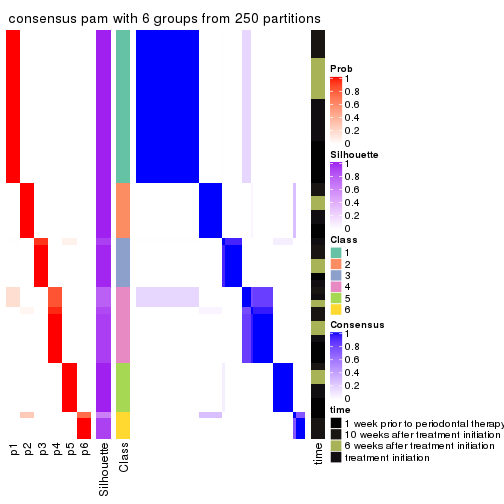 consensus pam with 6 groups from 250 partitions
Prob
1
0.8
0.6
0.4
0.2
0
Silhouette
1
0.8
0.6
0.4
0.2
0
Class
1
2
3
4
5
6
Consensus
1
0.8
0.6
0.4
0.2
0
time
1 week prior to periodontal therapy
10 weeks after treatment initiation
6 weeks after treatment initiation
treatment initiation
p1
p2
p3
p4
p5
p6
Silhouette
Class
time